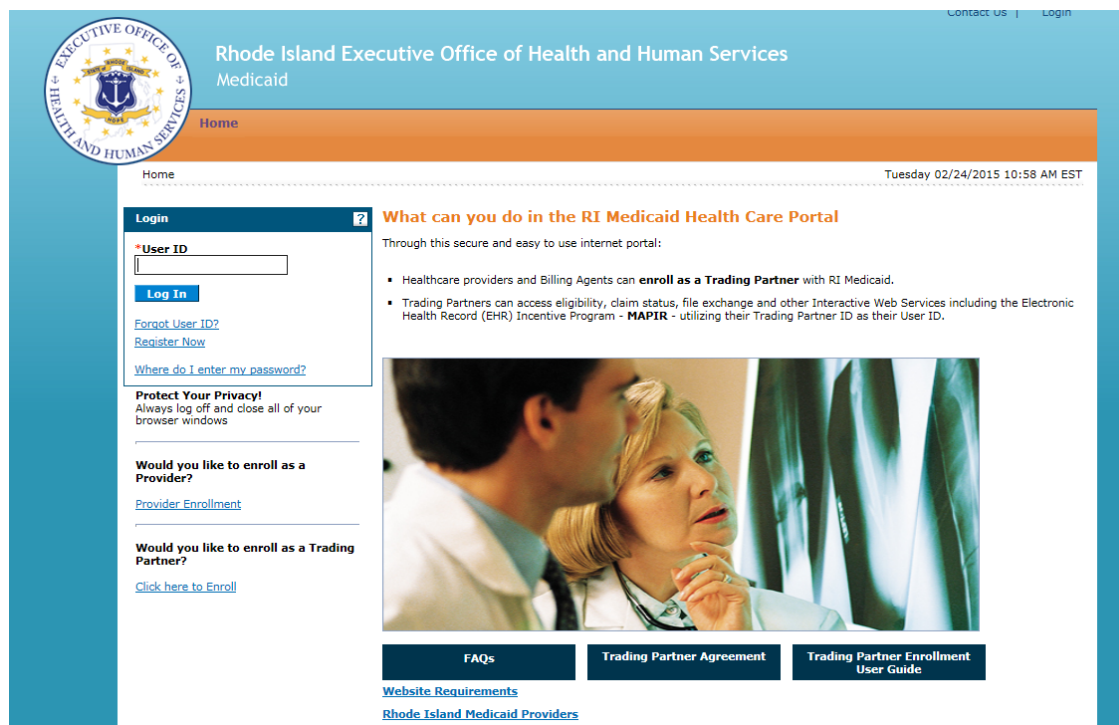 Contact Us | Login
EXECUTIVE OFFICE OF HEALTH AND HUMAN SERVICES
HOPE
Rhode Island Executive Office of Health and Human Services
Medicaid
Home
Home
Tuesday 02/24/2015 10:58 AM EST
Login ?
*User ID
Log In
Forgot User ID?
Register Now
Where do I enter my password?
Protect Your Privacy!
Always log off and close all of your
browser windows
Would you like to enroll as a
Provider?
Provider Enrollment
Would you like to enroll as a Trading
Partner?
Click here to Enroll
What can you do in the RI Medicaid Health Care Portal
Through this secure and easy to use internet portal:
▪ Healthcare providers and Billing Agents can enroll as a Trading Partner with RI Medicaid.
▪ Trading Partners can access eligibility, claim status, file exchange and other Interactive Web Services including the Electronic
Health Record (EHR) Incentive Program - MAPIR - utilizing their Trading Partner ID as their User ID.
FAQs
Trading Partner Agreement
Trading Partner Enrollment
User Guide
Website Requirements
Rhode Island Medicaid Providers